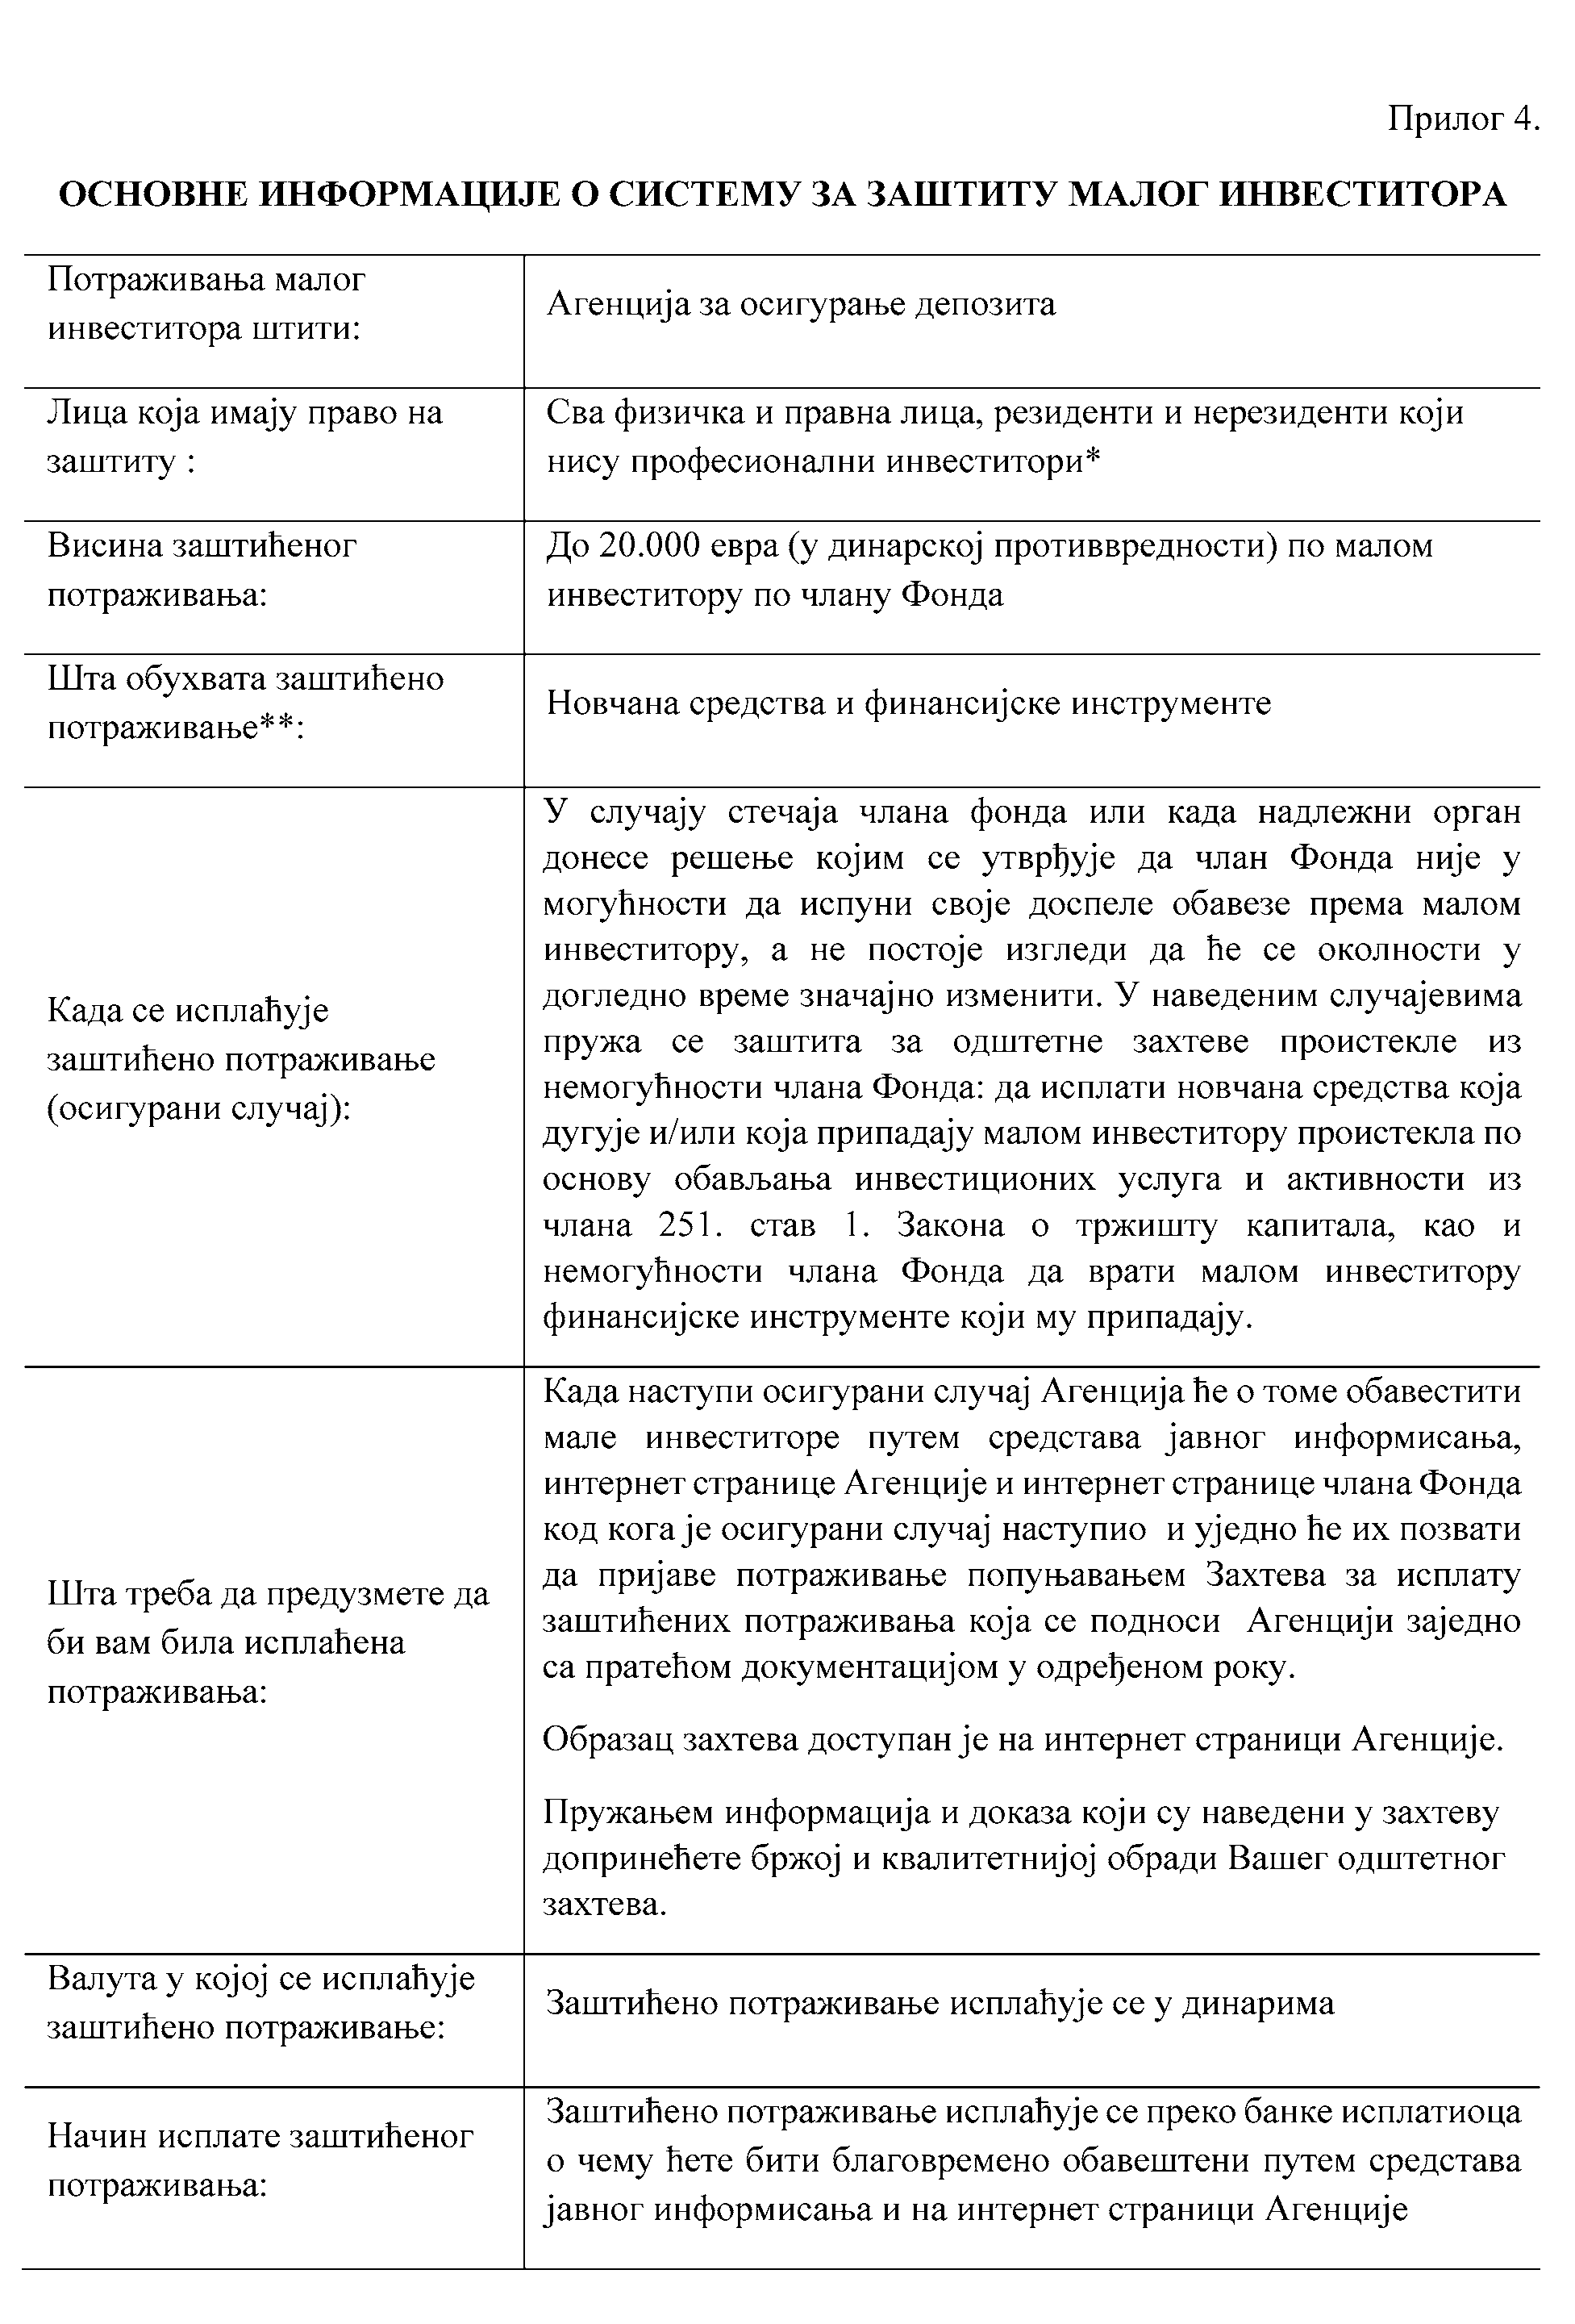 Прилог 4.
ОСНОВНЕ ИНФОРМАЦИЈЕ О СИСТЕМУ ЗА ЗАШТИТУ МАЛОГ ИНВЕСТИТОРА
Потраживања малог
инвеститора штити:
Агенција за осигурање депозита
Лица која имају право на
заштиту :
Сва физичка и правна лица, резиденти и нерезиденти који
нису професионални инвеститори*
Висина заштићеног
потраживања:
До 20.000 евра (у динарској противвредности) по малом
инвеститору по члану Фонда
Шта обухвата заштићено
потраживање**:
Новчана средства и финансијске инструменте
Када се исплаћује
заштићено потраживање
(осигурани случај):
У случају стечаја члана фонда или када надлежни орган
донесе решење којим се утврђује да члан Фонда није у
могућности да испуни своје доспеле обавезе према малом
инвеститору, а не постоје изгледи да ће се околности у
догледно време значајно изменити. У наведеним случајевима
пружа се заштита за одштетне захтеве проистекле из
немогућности члана Фонда: да исплати новчана средства која
дугује и/или која припадају малом инвеститору проистекла по
основу обављања инвестиционих услуга и активности из
члана 251. став 1. Закона о тржишту капитала, као и
немогућности члана Фонда да врати малом инвеститору
финансијске инструменте који му припадају.
Шта треба да предузмете да
би вам била исплаћена
потраживања:
Када наступи осигурани случај Агенција ће о томе обавестити
мале инвеститоре путем средстава јавног информисања,
интернет странице Агенције и интернет странице члана Фонда
код кога је осигурани случај наступио и уједно ће их позвати
да пријаве потраживање попуњавањем Захтева за исплату
заштићених потраживања која се подноси Агенцији заједно
са пратећом документацијом у одређеном року.
Образац захтева доступан је на интернет страници Агенције.
Пружањем информација и доказа који су наведени у захтеву
допринећете бржој и квалитетнијој обради Вашег одштетног
захтева.
Валута у којој се исплаћује
заштићено потраживање:
Заштићено потраживање исплаћује се у динарима
Начин исплате заштићеног
потраживања:
Заштићено потраживање исплаћује се преко банке исплатиоца
о чему ћете бити благовремено обавештени путем средстава
јавног информисања и на интернет страници Агенције